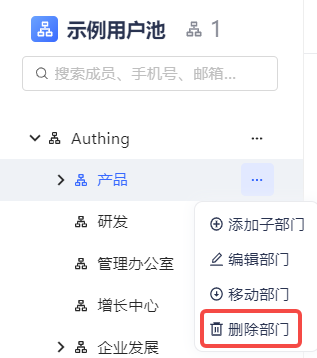 示例用户池 1
搜索成员、手机号、邮箱...
Authing ···
产品 ···
研发
添加子部门
管理办公室
编辑部门
增长中心
移动部门
删除部门
企业发展